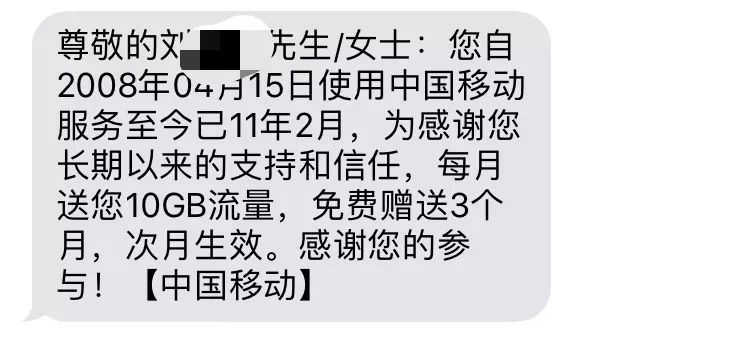 尊敬的刘 先生/女士：您自
2008年04月15日使用中国移动
服务至今已11年2月，为感谢您
长期以来的支持和信任，每月
送您10GB流量，免费赠送3个
月，次月生效。感谢您的参
与！【中国移动】